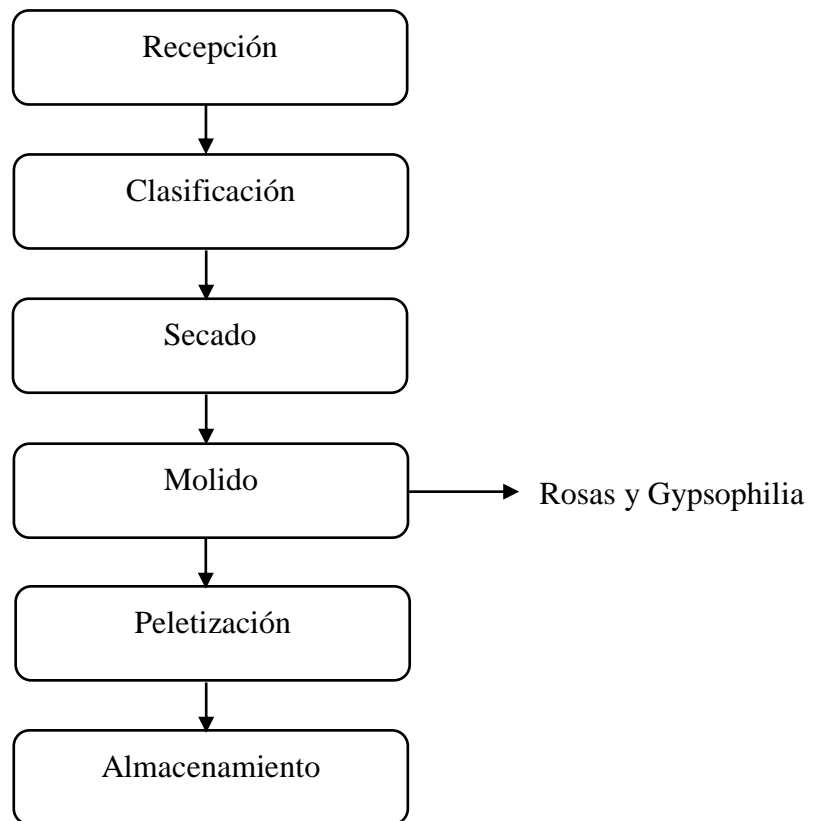 Recepción
Clasificación
Secado
Molido
Rosas y Gypsophilia
Peletización
Almacenamiento